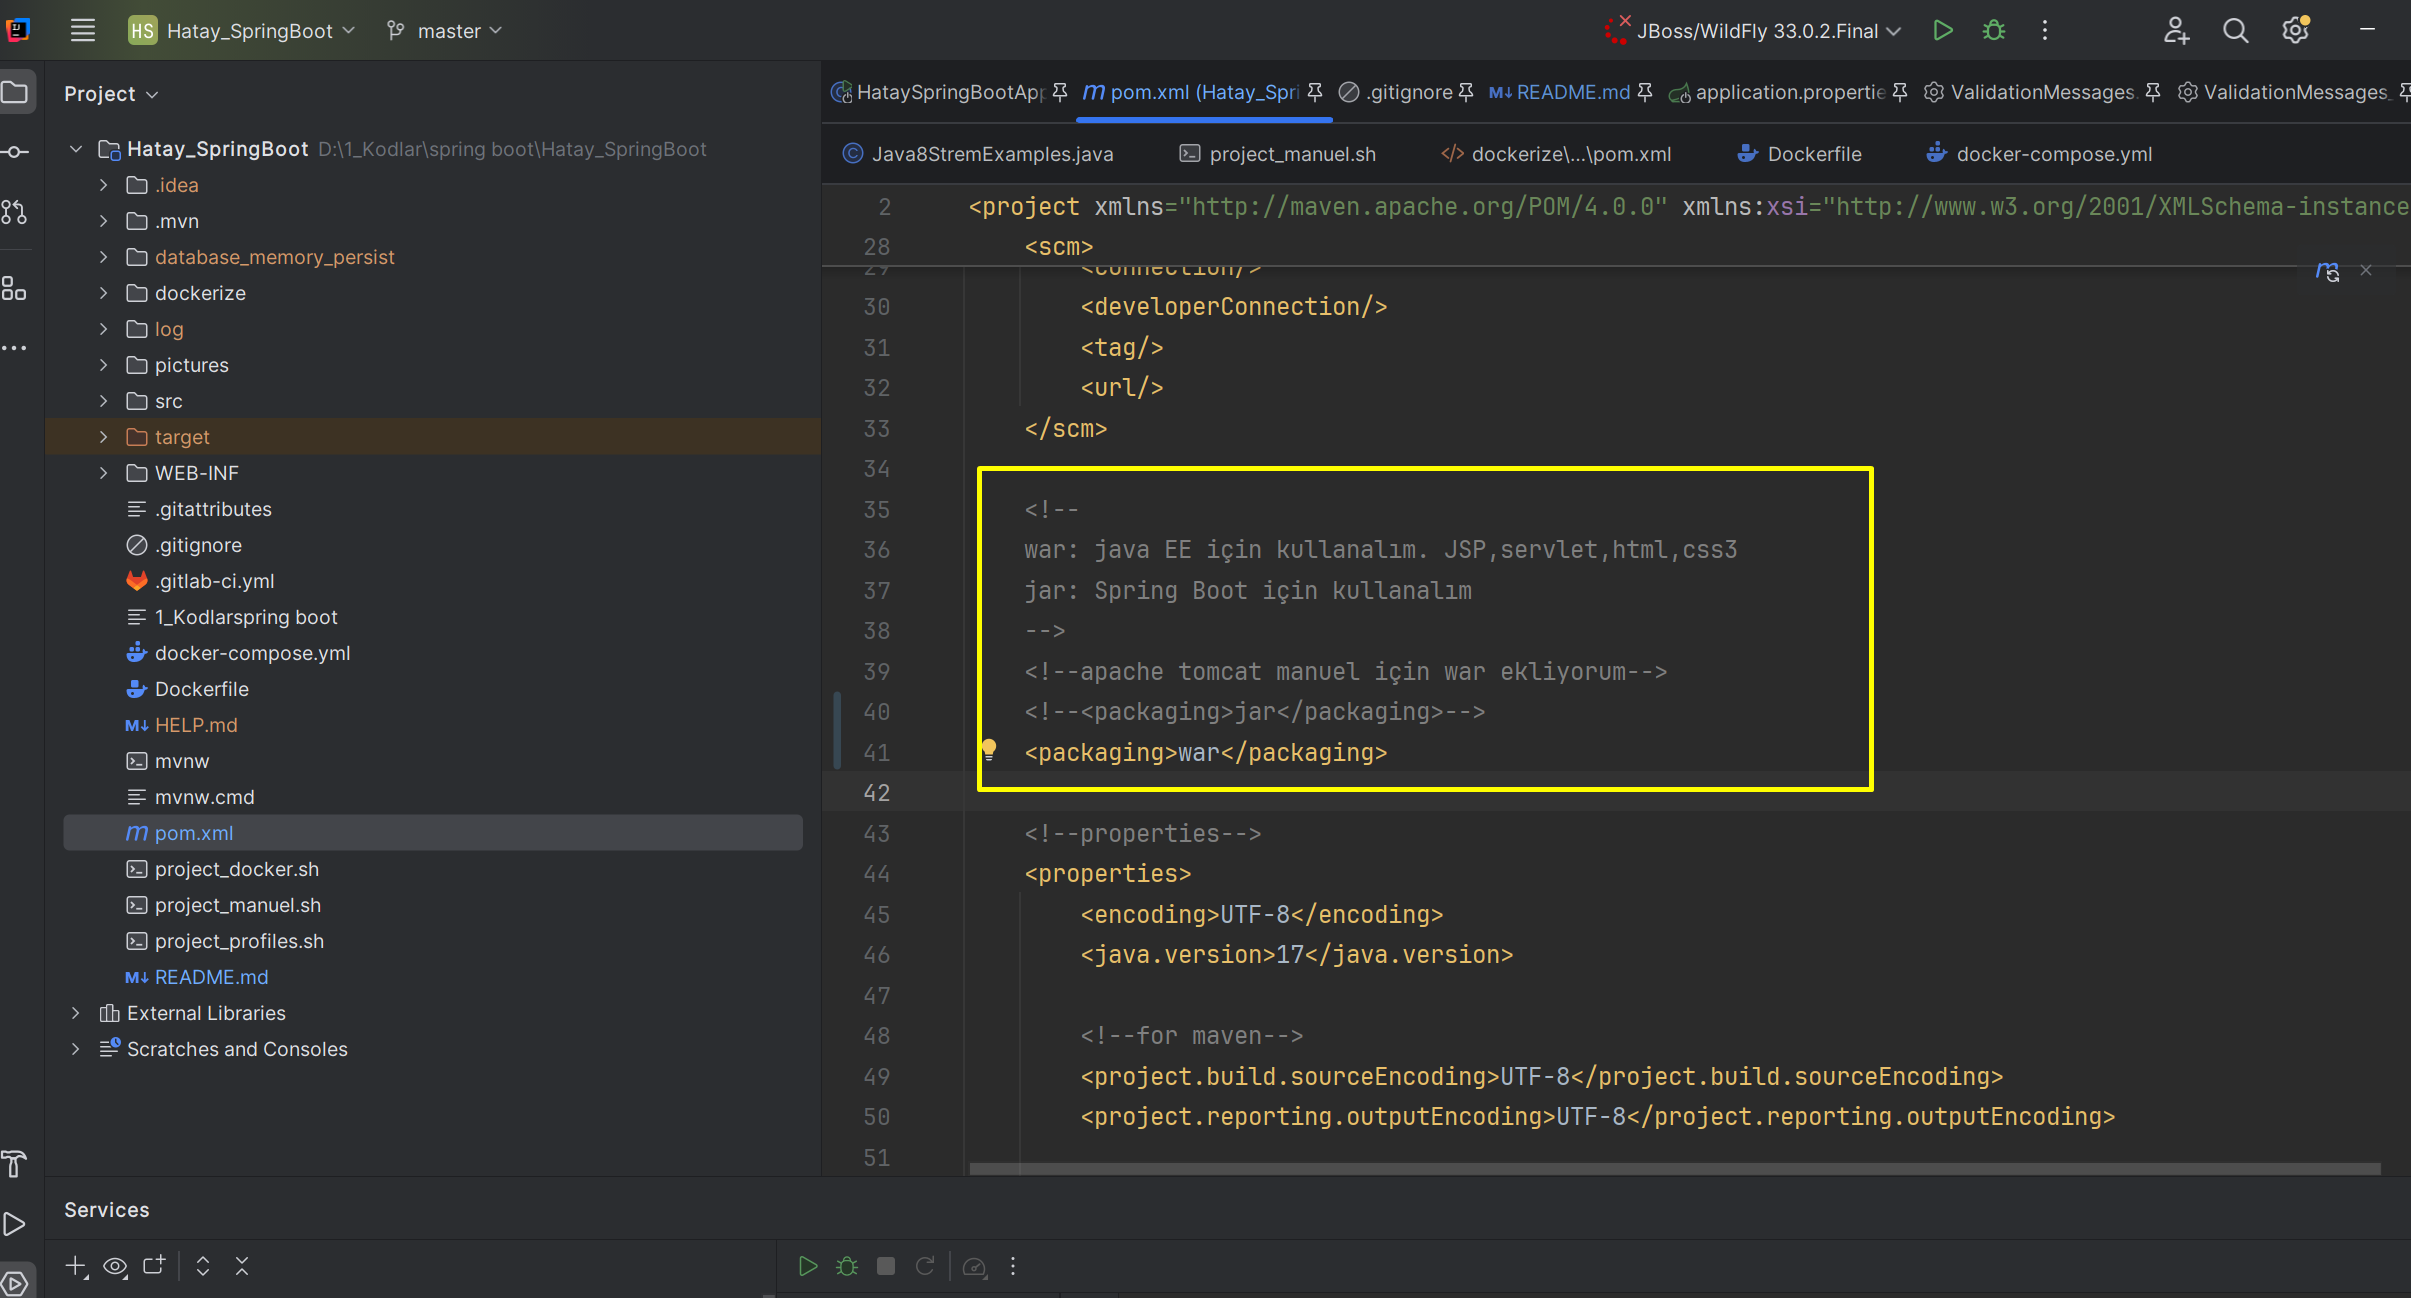 HS Hatay_SpringBoot master JBoss/WildFly 33.0.2.Final
Project
Hatay_SpringBoot D:\1_Kodlar\spring boot\Hatay_SpringBoot
.idea
.mvn
database_memory_persist
dockerize
log
pictures
src
target
WEB-INF
.gitattributes
.gitignore
.gitlab-ci.yml
1_Kodlarspring boot
docker-compose.yml
Dockerfile
HELP.md
mvnw
mvnw.cmd
pom.xml
project_docker.sh
project_manuel.sh
project_profiles.sh
README.md
External Libraries
Scratches and Consoles
HataySpringBootApp pom.xml (Hatay_Spri .gitignore README.md application.propertie ValidationMessages. ValidationMessages_
Java8StremExamples.java project_manuel.sh dockerize\...\pom.xml Dockerfile docker-compose.yml
2 <project xmlns="http://maven.apache.org/POM/4.0.0" xmlns:xsi="http://www.w3.org/2001/XMLSchema-instance
28 <scm>
29 <connection/>
30 <developerConnection/>
31 <tag/>
32 <url/>
33 </scm>
34
35 <!--
36 war: java EE için kullanalım. JSP,servlet,html,css3
37 jar: Spring Boot için kullanalım
38 -->
39 <!--apache tomcat manuel için war ekliyorum-->
40 <!--<packaging>jar</packaging>-->
41 <packaging>war</packaging>
42
43 <!--properties-->
44 <properties>
45 <encoding>UTF-8</encoding>
46 <java.version>17</java.version>
47
48 <!--for maven-->
49 <project.build.sourceEncoding>UTF-8</project.build.sourceEncoding>
50 <project.reporting.outputEncoding>UTF-8</project.reporting.outputEncoding>
51
Services